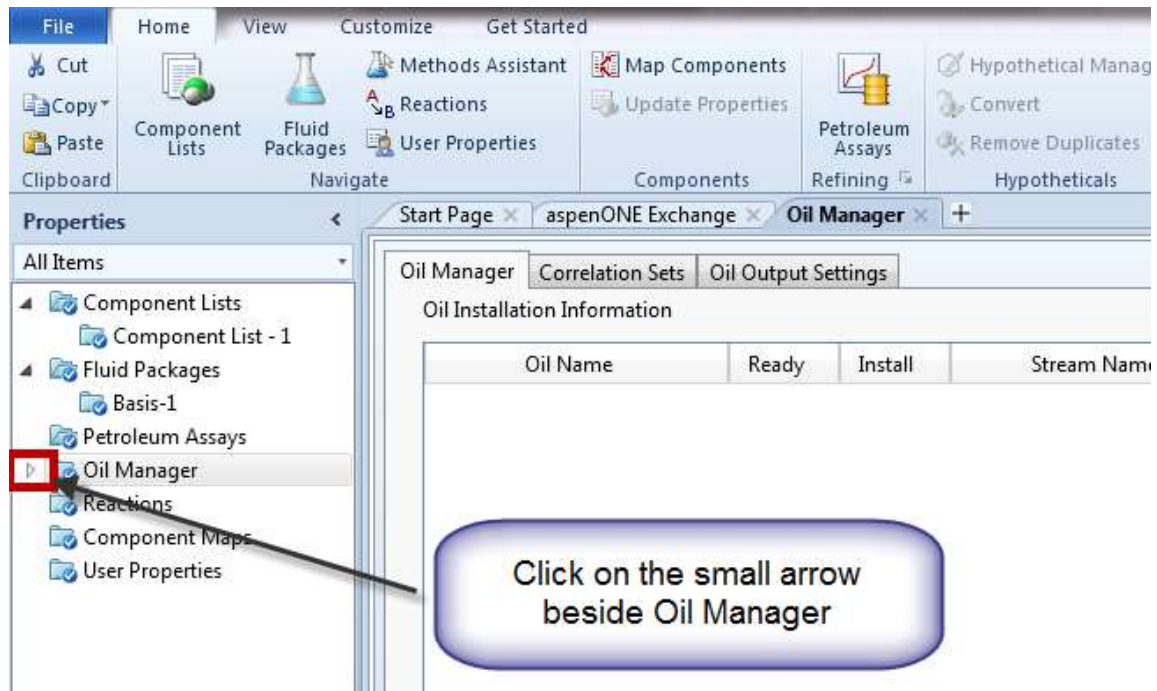 File Home View Customize Get Started
Cut
Copy
Paste
Clipboard
Component
Lists
Fluid
Packages
Methods Assistant
Reactions
User Properties
Navigate
Map Components
Update Properties
Components
Petroleum
Assays
Refining
Hypothetical Manag
Convert
Remove Duplicates
Hypotheticals
Properties
All Items
Component Lists
Component List - 1
Fluid Packages
Basis-1
Petroleum Assays
Oil Manager
Reactions
Component Maps
User Properties
Start Page aspenONE Exchange Oil Manager +
Oil Manager Correlation Sets Oil Output Settings
Oil Installation Information
Oil Name Ready Install Stream Name
Click on the small arrow
beside Oil Manager